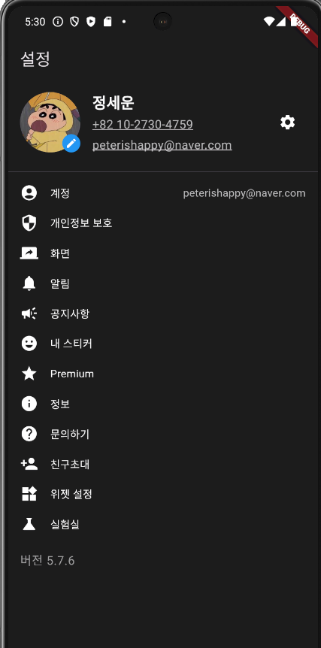 5:30
DEBUG
설정
정세운
+82 10-2730-4759
peterishappy@naver.com
계정 peterishappy@naver.com
개인정보 보호
화면
알림
공지사항
내 스티커
Premium
정보
문의하기
친구초대
위젯 설정
실험실
버전 5.7.6